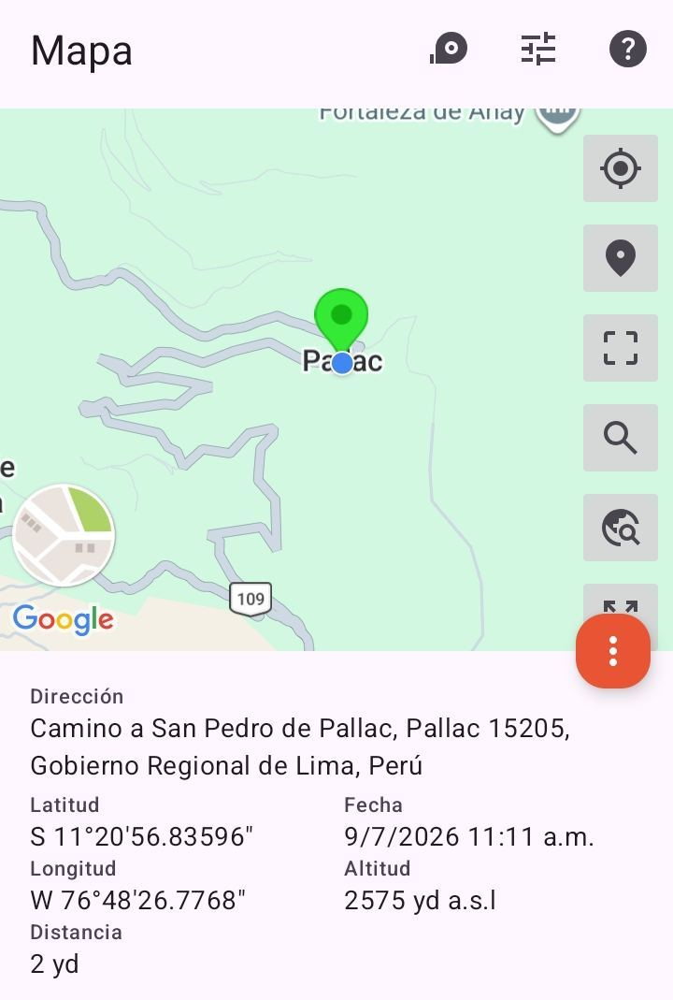 Mapa
Fortaleza de Anay
Pallac
e
a
109
Google
Dirección
Camino a San Pedro de Pallac, Pallac 15205,
Gobierno Regional de Lima, Perú
Latitud
S 11°20'56.83596"
Fecha
9/7/2026 11:11 a.m.
Longitud
W 76°48'26.7768"
Altitud
2575 yd a.s.l
Distancia
2 yd